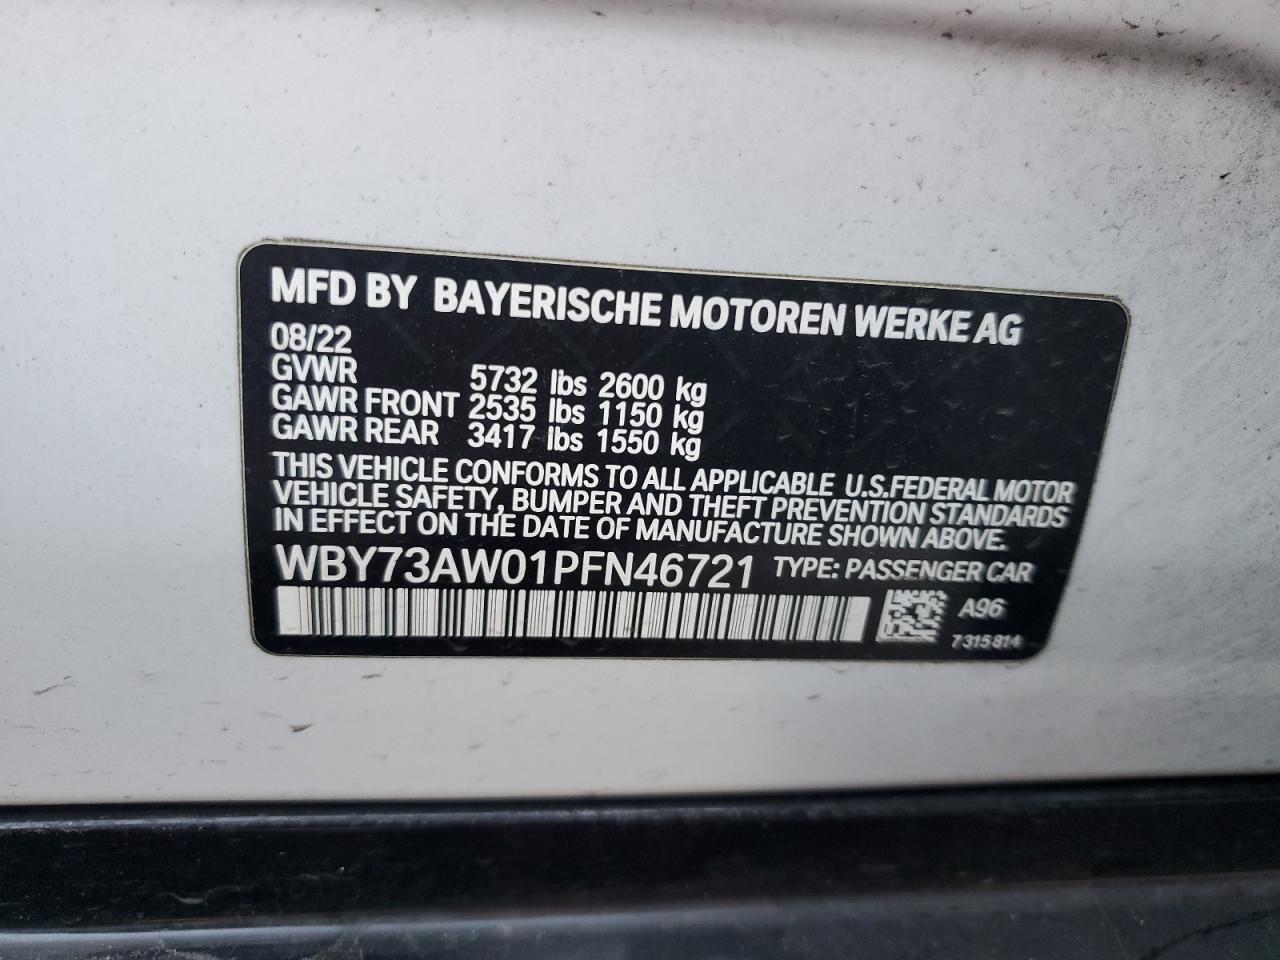 MFD BY BAYERISCHE MOTOREN WERKE AG
08/22
GVWR 5732 lbs 2600 kg
GAWR FRONT 2535 lbs 1150 kg
GAWR REAR 3417 lbs 1550 kg
THIS VEHICLE CONFORMS TO ALL APPLICABLE U.S.FEDERAL MOTOR
VEHICLE SAFETY, BUMPER AND THEFT PREVENTION STANDARDS
IN EFFECT ON THE DATE OF MANUFACTURE SHOWN ABOVE.
WBY73AW01PFN46721 TYPE: PASSENGER CAR
A96
7 315 814